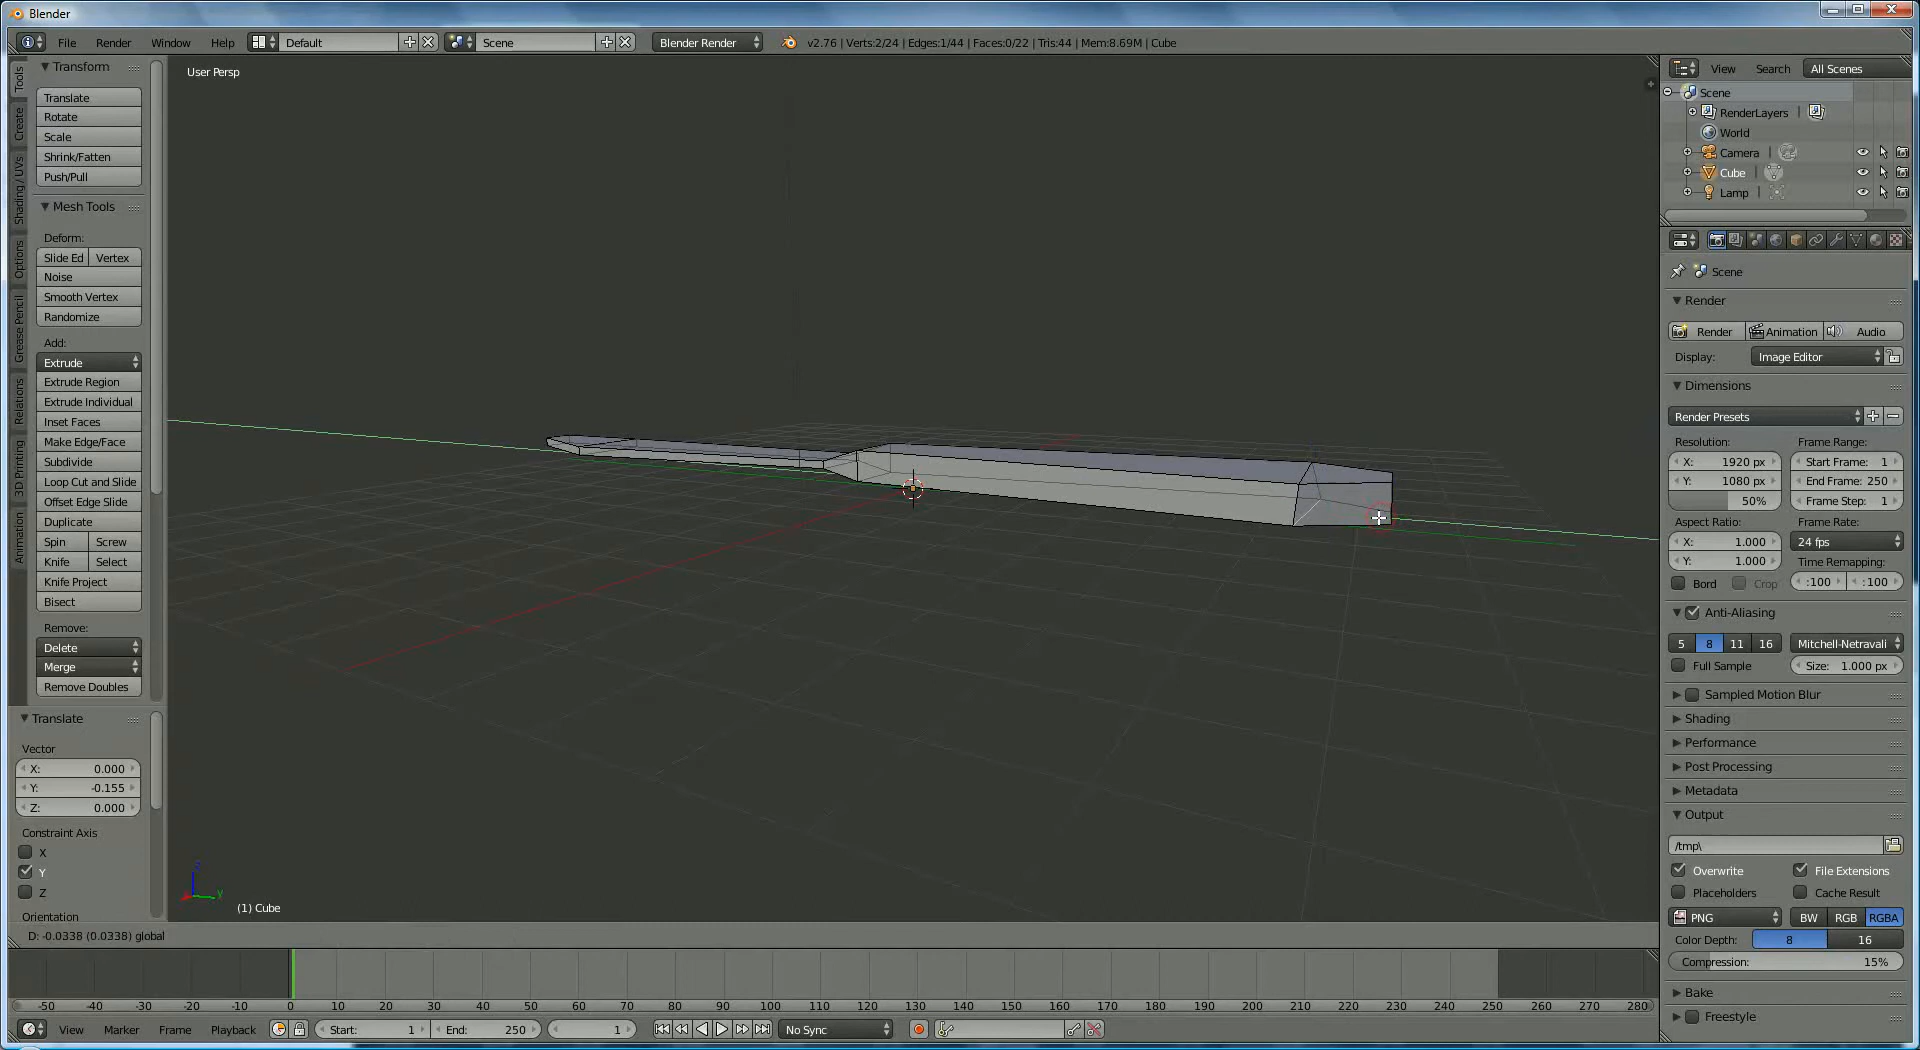 Blender
File Render Window Help Default Scene Blender Render v2.76 | Verts:2/24 | Edges:1/44 | Faces:0/22 | Tris:44 | Mem:8.69M | Cube
Tools
Create
Shading / UVs
Options
Grease Pencil
Relations
3D Printing
Animation
Transform
Translate
Rotate
Scale
Shrink/Fatten
Push/Pull
Mesh Tools
Deform:
Slide Ed Vertex
Noise
Smooth Vertex
Randomize
Add:
Extrude
Extrude Region
Extrude Individual
Inset Faces
Make Edge/Face
Subdivide
Loop Cut and Slide
Offset Edge Slide
Duplicate
Spin Screw
Knife Select
Knife Project
Bisect
Remove:
Delete
Merge
Remove Doubles
Translate
Vector
X: 0.000
Y: -0.155
Z: 0.000
Constraint Axis
X
Y
Z
Orientation
User Persp
z
y
(1) Cube
D: -0.0338 (0.0338) global
View Search All Scenes
Scene
RenderLayers |
World
Camera |
Cube |
Lamp |
Scene
Render
Render Animation Audio
Display: Image Editor
Dimensions
Render Presets
Resolution: Frame Range:
X: 1920 px Start Frame: 1
Y: 1080 px End Frame: 250
50% Frame Step: 1
Aspect Ratio: Frame Rate:
X: 1.000 24 fps
Y: 1.000 Time Remapping:
Bord Crop :100 :100
Anti-Aliasing
5 8 11 16 Mitchell-Netravali
Full Sample Size: 1.000 px
Sampled Motion Blur
Shading
Performance
Post Processing
Metadata
Output
/tmp\
Overwrite File Extensions
Placeholders Cache Result
PNG BW RGB RGBA
Color Depth: 8 16
Compression: 15%
Bake
Freestyle
-50 -40 -30 -20 -10 0 10 20 30 40 50 60 70 80 90 100 110 120 130 140 150 160 170 180 190 200 210 220 230 240 250 260 270 280
View Marker Frame Playback Start: 1 End: 250 1 No Sync